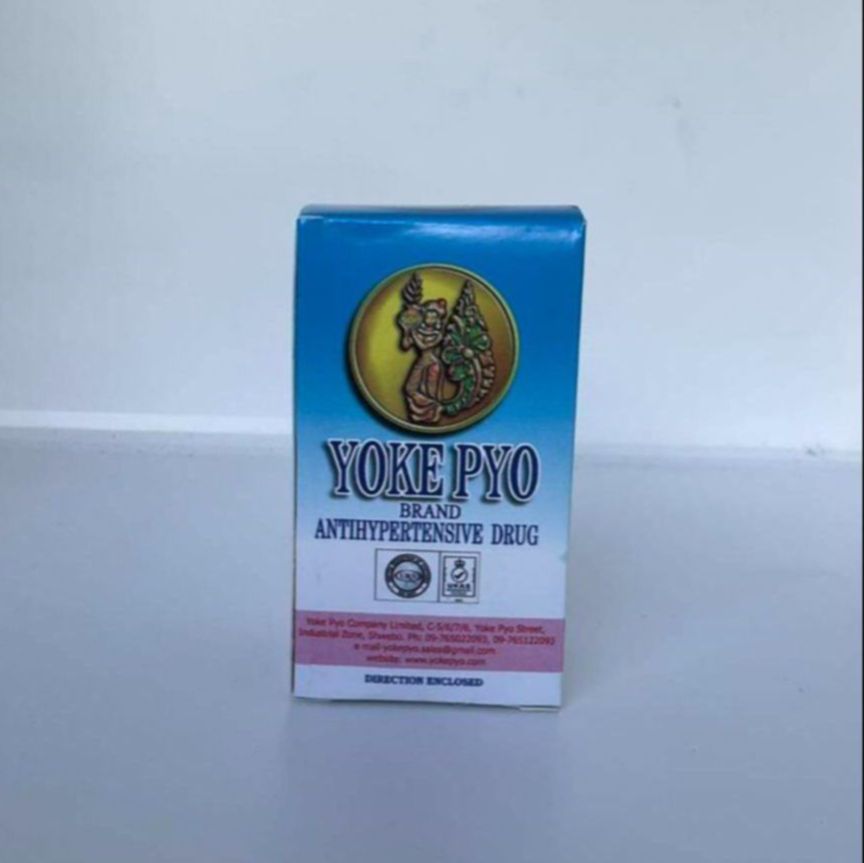 YOKE PYO
BRAND
ANTIHYPERTENSIVE DRUG
UKAS
Yoke Pyo Company Limited, C-5/6/7/8, Yoke Pyo Street,
Industrial Zone, Shwebo. Ph: 09-765022093, 09-765122093
e mail-yokepyo.sales@gmail.com
website: www.yokepyo.com
DIRECTION ENCLOSED